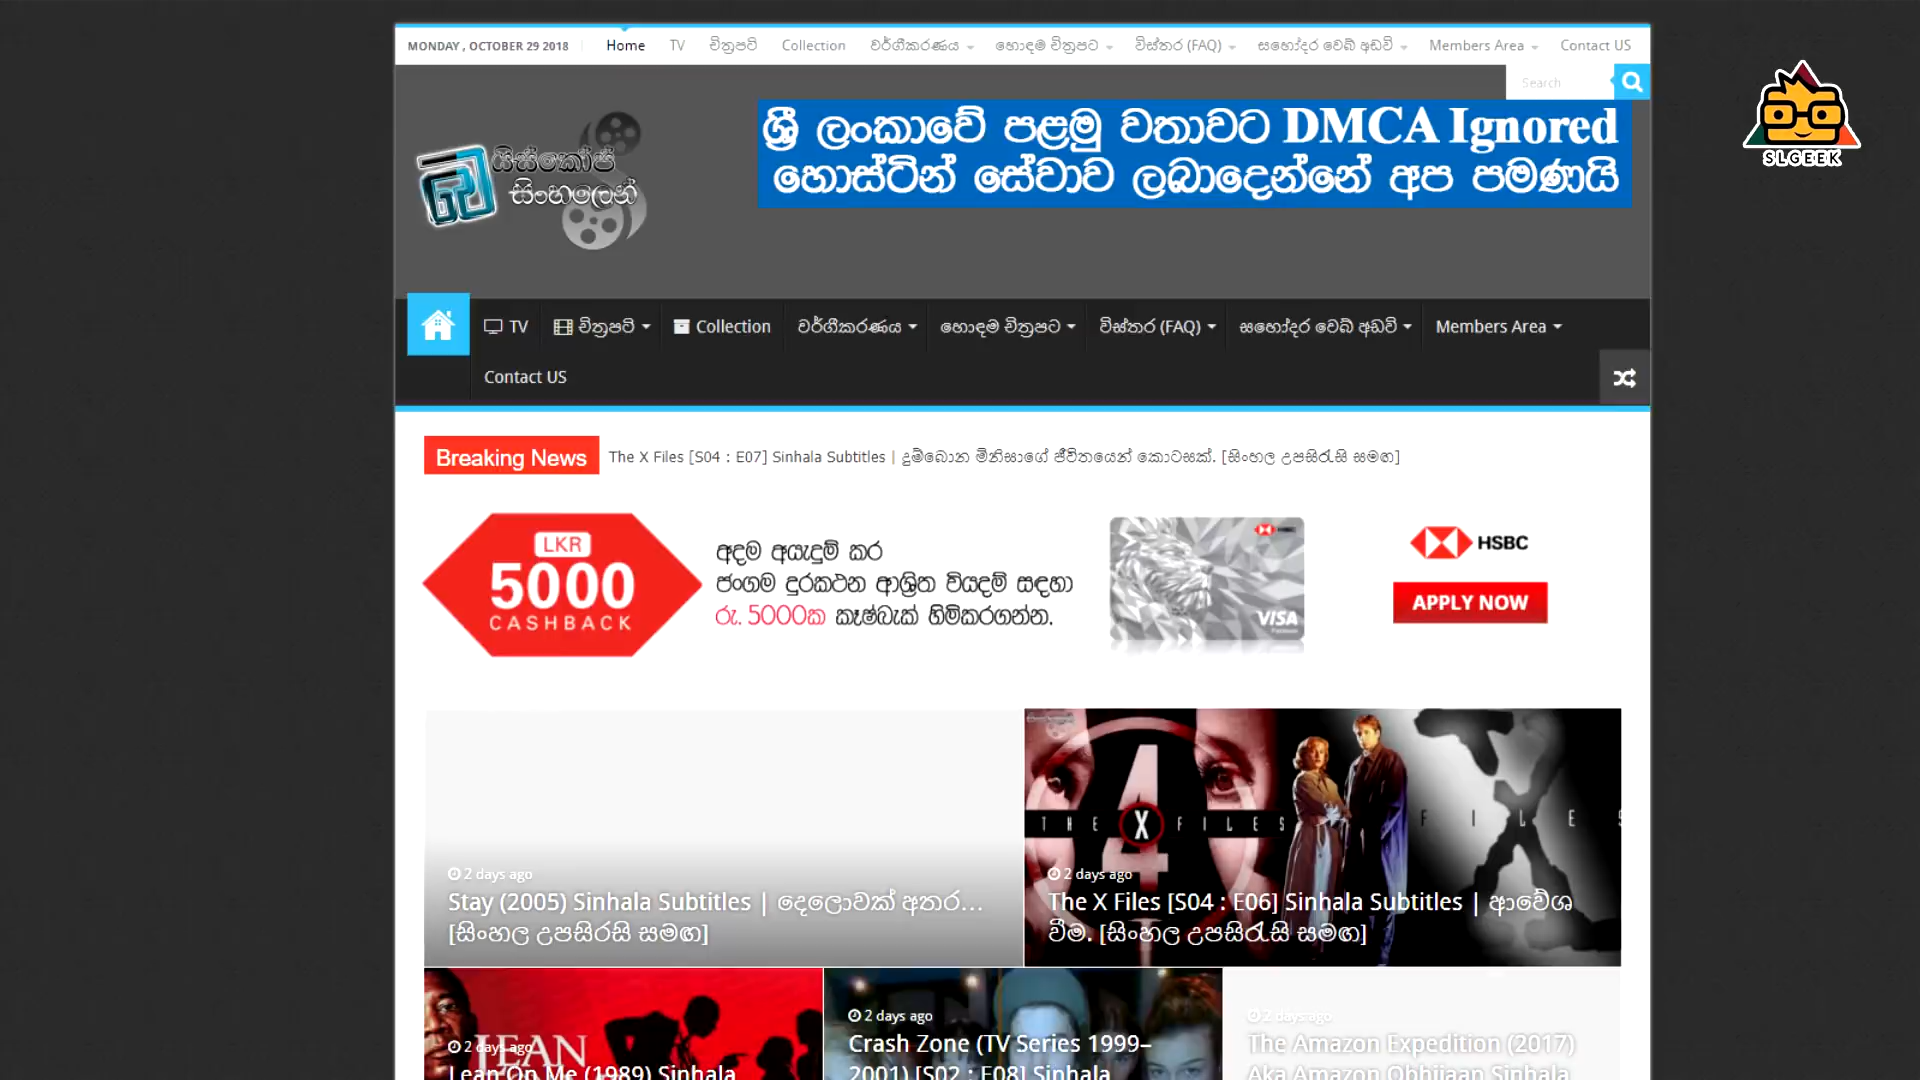 MONDAY , OCTOBER 29 2018
Home
TV
චිත්‍රපටි
Collection
වර්ගීකරණය
හොඳම චිත්‍රපට
විස්තර (FAQ)
සහෝදර වෙබ් අඩවි
Members Area
Contact US
Search
SLGEEK
බයිස්කෝප්
සිංහලෙන්
ශ්‍රී ලංකාවේ පළමු වතාවට DMCA Ignored
හොස්ටින් සේවාව ලබාදෙන්නේ අප පමණයි
TV
චිත්‍රපටි
Collection
වර්ගීකරණය
හොඳම චිත්‍රපට
විස්තර (FAQ)
සහෝදර වෙබ් අඩවි
Members Area
Contact US
Breaking News
The X Files [S04 : E07] Sinhala Subtitles | දුම්බොන මිනිසාගේ ජීවිතයෙන් කොටසක්. [සිංහල උපසිරැසි සමඟ]
LKR
5000
CASHBACK
අදම අයැදුම් කර
ජංගම දුරකථන ආශ්‍රිත වියදම් සඳහා
රු. 5000ක කෑෂ්බැක් හිමිකරගන්න.
VISA
HSBC
APPLY NOW
2 days ago
Stay (2005) Sinhala Subtitles | දෙලොවක් අතර…
[සිංහල උපසිරසි සමඟ]
4
THE X FILES
2 days ago
The X Files [S04 : E06] Sinhala Subtitles | ආවේශ
වීම. [සිංහල උපසිරැසි සමඟ]
LEAN
2 days ago
Lean On Me (1989) Sinhala
2 days ago
Crash Zone (TV Series 1999–
2001) [S02 : E08] Sinhala
2 days ago
The Amazon Expedition (2017)
Aka Amazon Obhijaan Sinhala